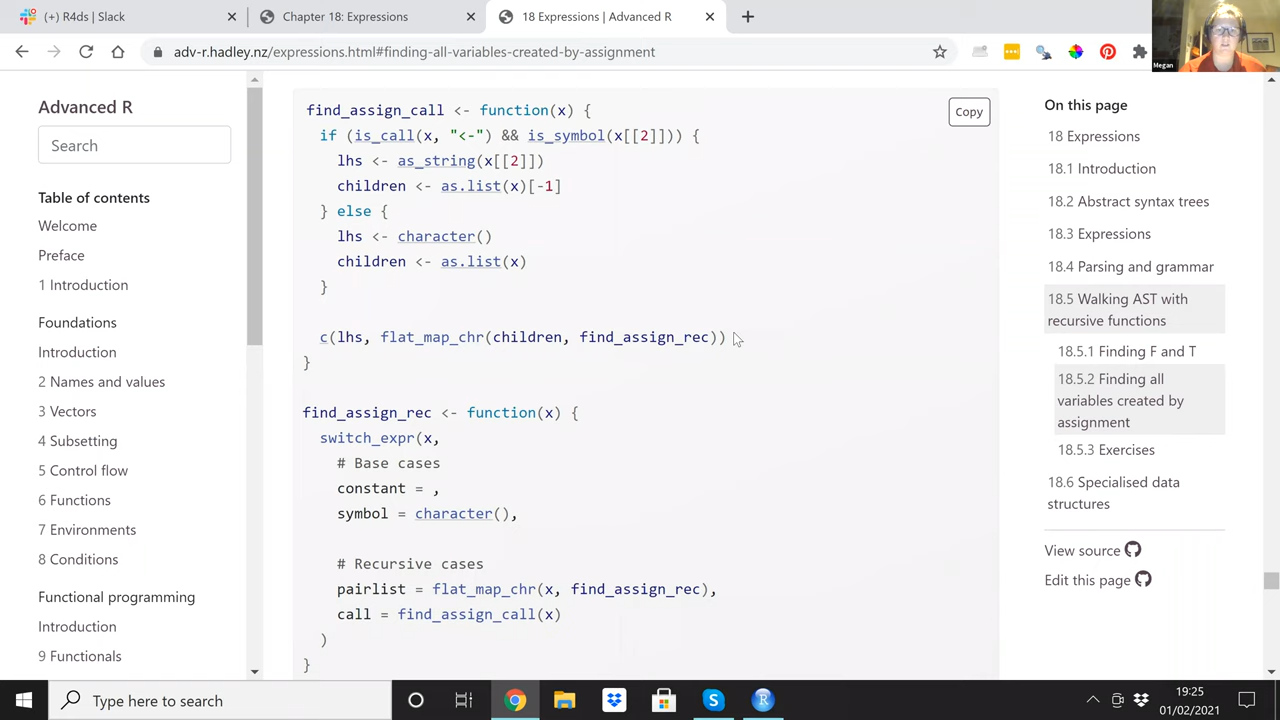 (+) R4ds | Slack
Chapter 18: Expressions
18 Expressions | Advanced R
adv-r.hadley.nz/expressions.html#finding-all-variables-created-by-assignment
Megan
Advanced R
Search
Table of contents
Welcome
Preface
1 Introduction
Foundations
Introduction
2 Names and values
3 Vectors
4 Subsetting
5 Control flow
6 Functions
7 Environments
8 Conditions
Functional programming
Introduction
9 Functionals
find_assign_call <- function(x) {
if (is_call(x, "<-") && is_symbol(x[[2]])) {
lhs <- as_string(x[[2]])
children <- as.list(x)[-1]
} else {
lhs <- character()
children <- as.list(x)
}
c(lhs, flat_map_chr(children, find_assign_rec))
}
find_assign_rec <- function(x) {
switch_expr(x,
# Base cases
constant = ,
symbol = character(),
# Recursive cases
pairlist = flat_map_chr(x, find_assign_rec),
call = find_assign_call(x)
)
}
Copy
On this page
18 Expressions
18.1 Introduction
18.2 Abstract syntax trees
18.3 Expressions
18.4 Parsing and grammar
18.5 Walking AST with
recursive functions
18.5.1 Finding F and T
18.5.2 Finding all
variables created by
assignment
18.5.3 Exercises
18.6 Specialised data
structures
View source
Edit this page
Type here to search
19:25
01/02/2021